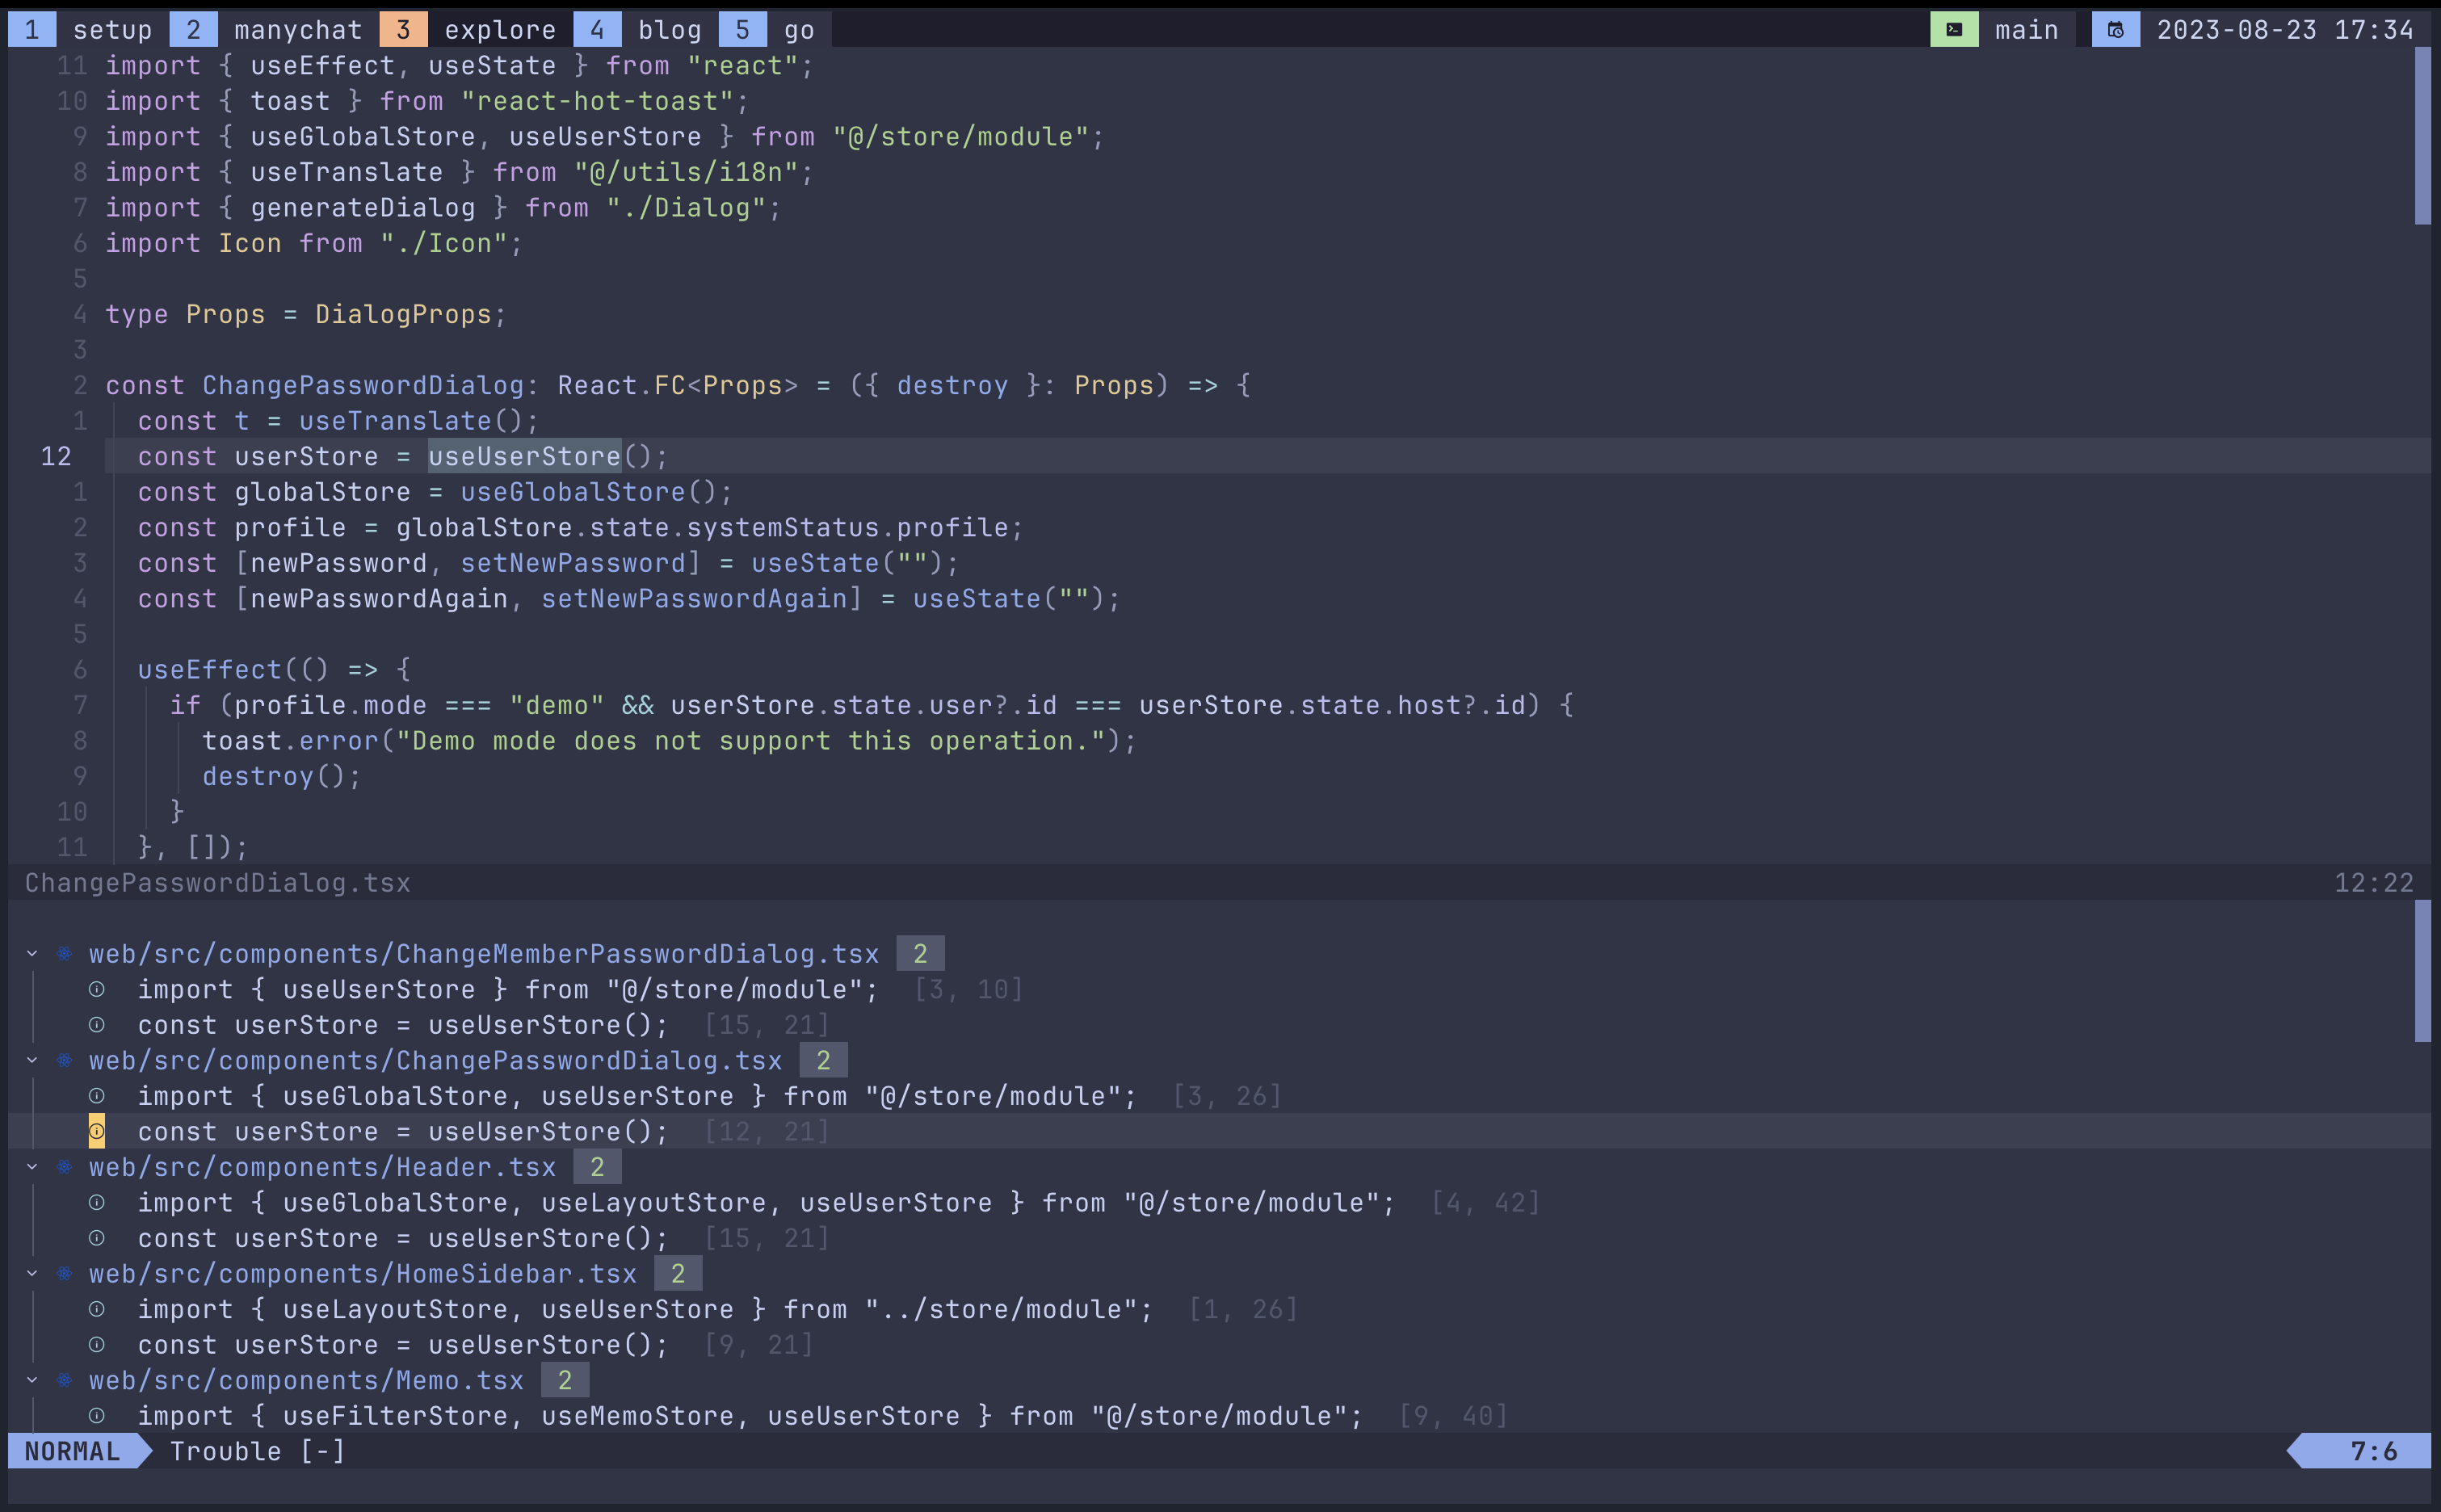 1 setup 2 manychat 3 explore 4 blog 5 go main 2023-08-23 17:34
11 import { useEffect, useState } from "react";
10 import { toast } from "react-hot-toast";
9 import { useGlobalStore, useUserStore } from "@/store/module";
8 import { useTranslate } from "@/utils/i18n";
7 import { generateDialog } from "./Dialog";
6 import Icon from "./Icon";
5
4 type Props = DialogProps;
3
2 const ChangePasswordDialog: React.FC<Props> = ({ destroy }: Props) => {
1   const t = useTranslate();
12   const userStore = useUserStore();
1   const globalStore = useGlobalStore();
2   const profile = globalStore.state.systemStatus.profile;
3   const [newPassword, setNewPassword] = useState("");
4   const [newPasswordAgain, setNewPasswordAgain] = useState("");
5
6   useEffect(() => {
7     if (profile.mode === "demo" && userStore.state.user?.id === userStore.state.host?.id) {
8       toast.error("Demo mode does not support this operation.");
9       destroy();
10     }
11   }, []);
ChangePasswordDialog.tsx 12:22
web/src/components/ChangeMemberPasswordDialog.tsx 2
import { useUserStore } from "@/store/module"; [3, 10]
const userStore = useUserStore(); [15, 21]
web/src/components/ChangePasswordDialog.tsx 2
import { useGlobalStore, useUserStore } from "@/store/module"; [3, 26]
const userStore = useUserStore(); [12, 21]
web/src/components/Header.tsx 2
import { useGlobalStore, useLayoutStore, useUserStore } from "@/store/module"; [4, 42]
const userStore = useUserStore(); [15, 21]
web/src/components/HomeSidebar.tsx 2
import { useLayoutStore, useUserStore } from "../store/module"; [1, 26]
const userStore = useUserStore(); [9, 21]
web/src/components/Memo.tsx 2
import { useFilterStore, useMemoStore, useUserStore } from "@/store/module"; [9, 40]
NORMAL Trouble [-] 7:6